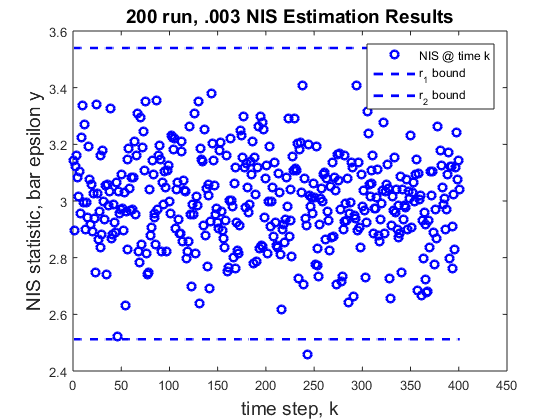 200 run, .003 NIS Estimation Results
3.6
3.4
3.2
3
2.8
2.6
2.4
NIS statistic, bar epsilon y
NIS @ time k
r₁ bound
r₂ bound
0 50 100 150 200 250 300 350 400 450
time step, k